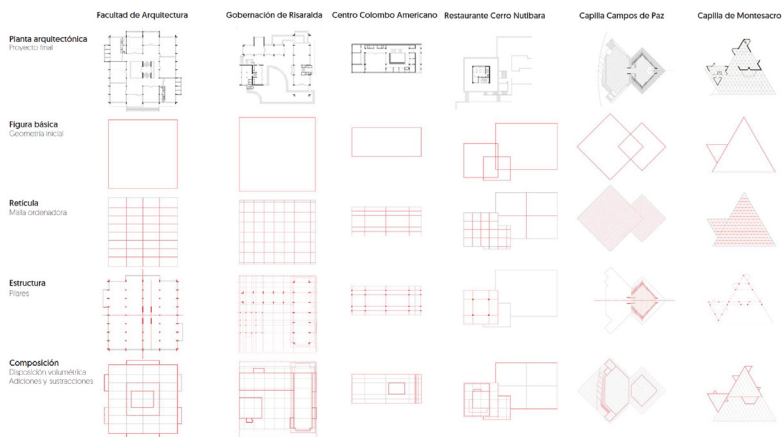 Facultad de Arquitectura
Gobernación de Risaralda
Centro Colombo Americano
Restaurante Cerro Nutibara
Capilla Campos de Paz
Capilla de Montesacro
Planta arquitectónica
Proyecto final
Figura básica
Geometría inicial
Retícula
Malla ordenadora
Estructura
Pilares
Composición
Disposición volumétrica
Adiciones y sustracciones